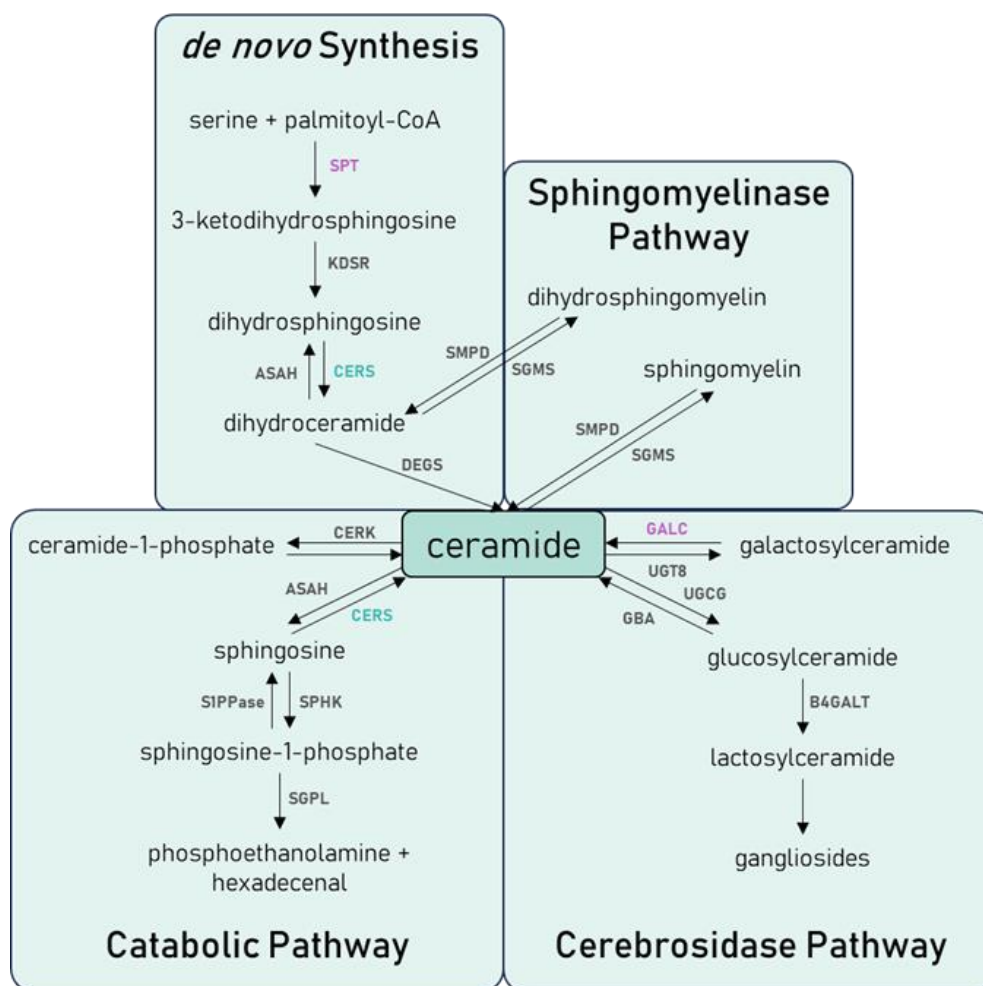 de novo Synthesis
serine + palmitoyl-CoA
SPT
3-ketodihydrosphingosine
KDSR
dihydrosphingosine
ASAH
CERS
dihydroceramide
DEGS
Sphingomyelinase
Pathway
dihydrosphingomyelin
SMPD
SGMS
sphingomyelin
SMPD
SGMS
ceramide
ceramide-1-phosphate
CERK
ASAH
CERS
sphingosine
S1PPase
SPHK
sphingosine-1-phosphate
SGPL
phosphoethanolamine +
hexadecenal
Catabolic Pathway
GALC
galactosylceramide
UGT8
UGCG
GBA
glucosylceramide
B4GALT
lactosylceramide
gangliosides
Cerebrosidase Pathway